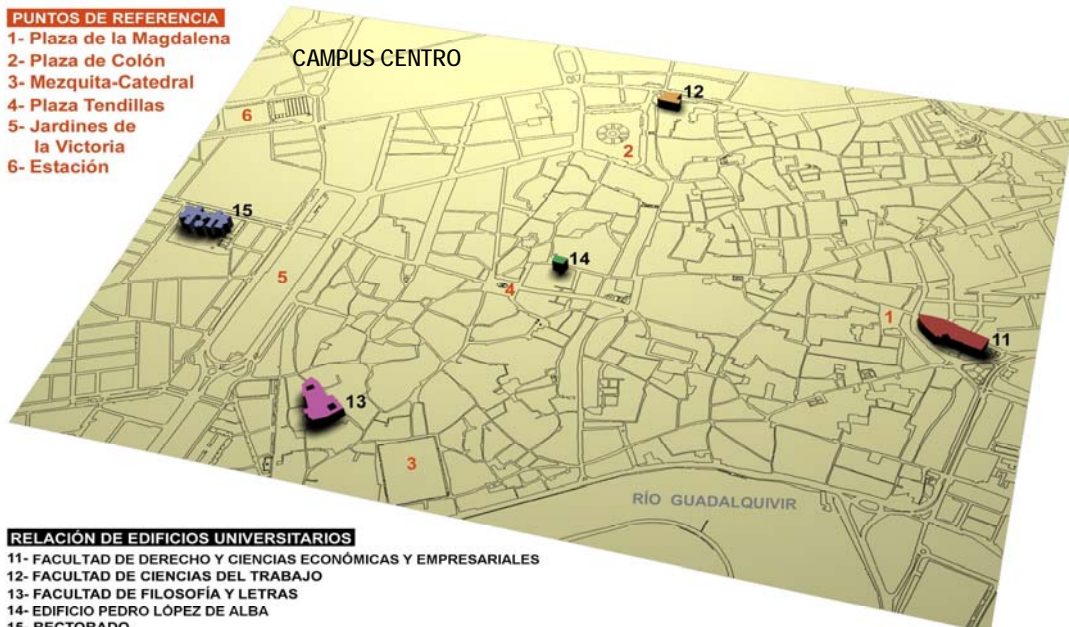 PUNTOS DE REFERENCIA
1- Plaza de la Magdalena
2- Plaza de Colón
3- Mezquita-Catedral
4- Plaza Tendillas
5- Jardines de
la Victoria
6- Estación
CAMPUS CENTRO
12
6
2
15
14
5
4
1
11
13
3
RÍO GUADALQUIVIR
RELACIÓN DE EDIFICIOS UNIVERSITARIOS
11- FACULTAD DE DERECHO Y CIENCIAS ECONÓMICAS Y EMPRESARIALES
12- FACULTAD DE CIENCIAS DEL TRABAJO
13- FACULTAD DE FILOSOFÍA Y LETRAS
14- EDIFICIO PEDRO LÓPEZ DE ALBA
15- RECTORADO